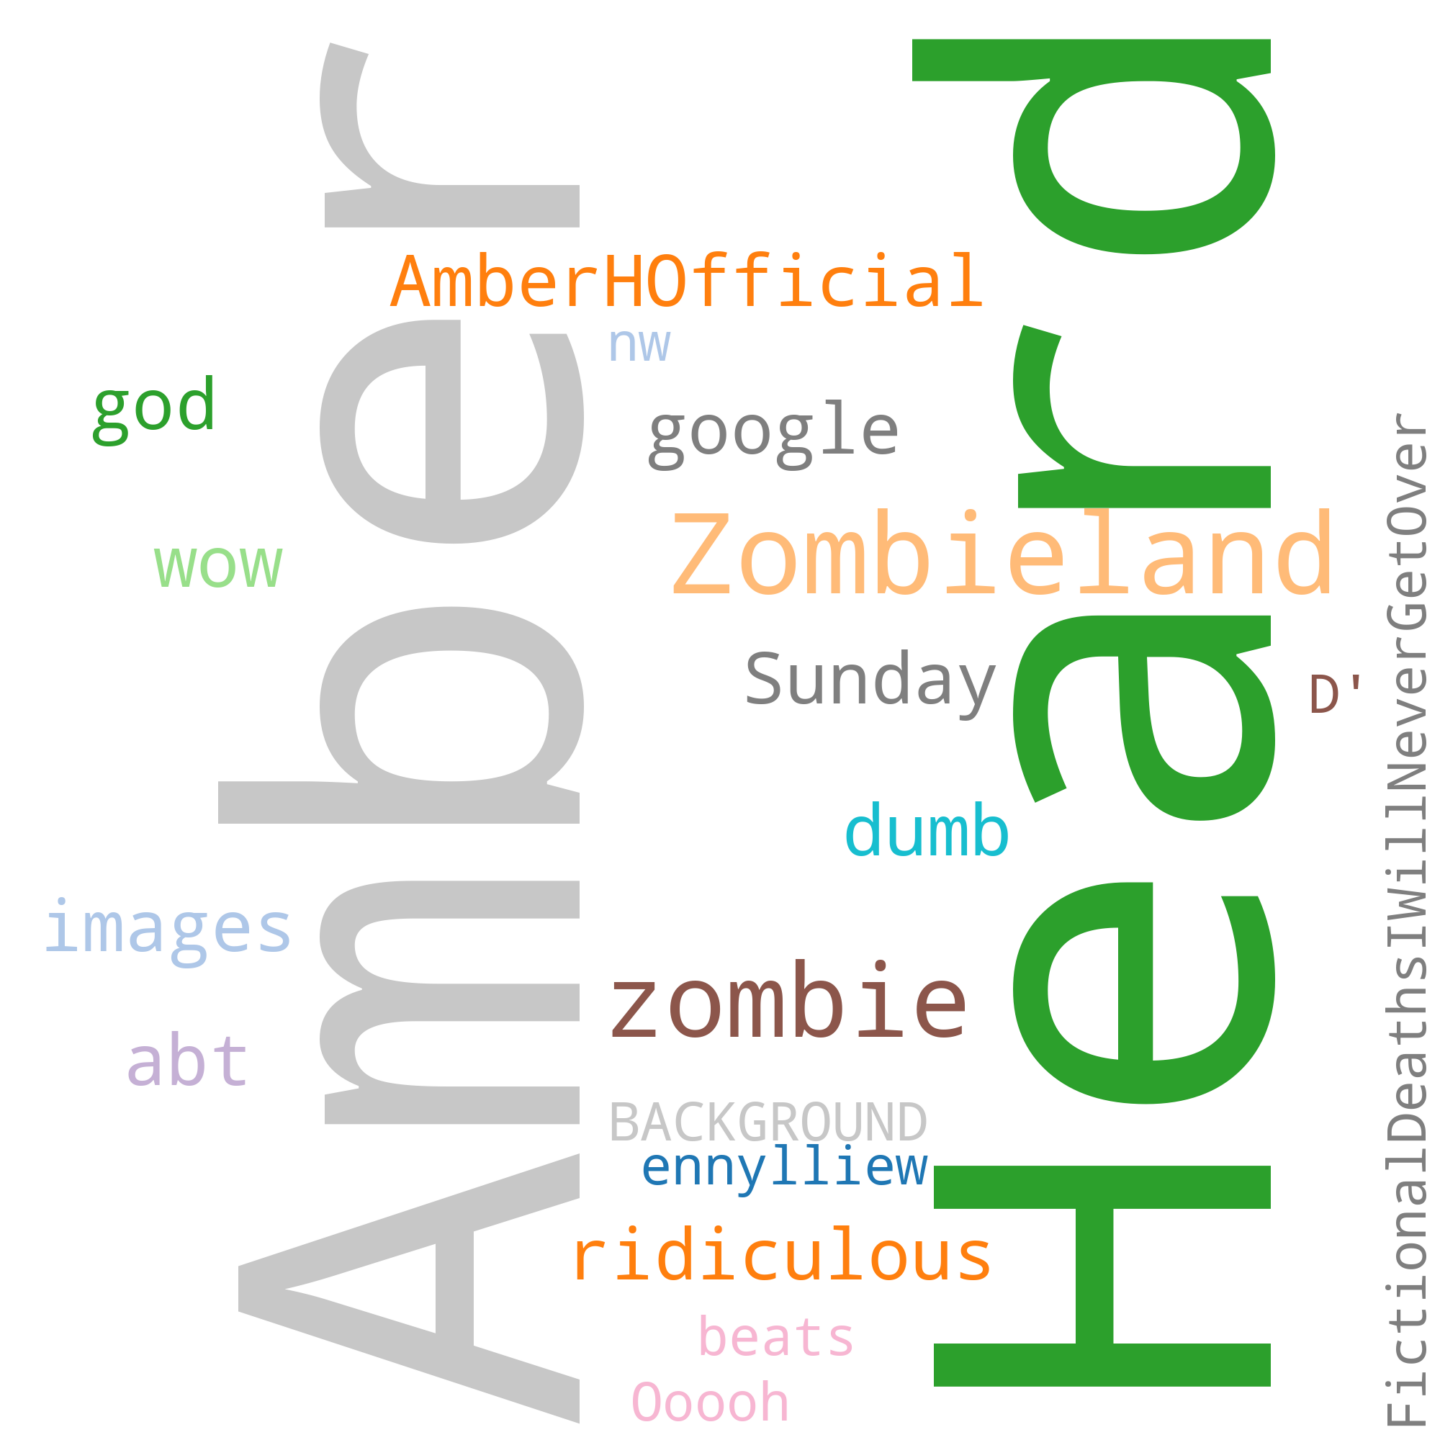 Amber
Heard
AmberHOfficial
nw
god
google
wow
Zombieland
Sunday
D'
dumb
images
zombie
abt
BACKGROUND
ennylliew
ridiculous
beats
Ooooh
FictionalDeathsIWillNeverGetOver